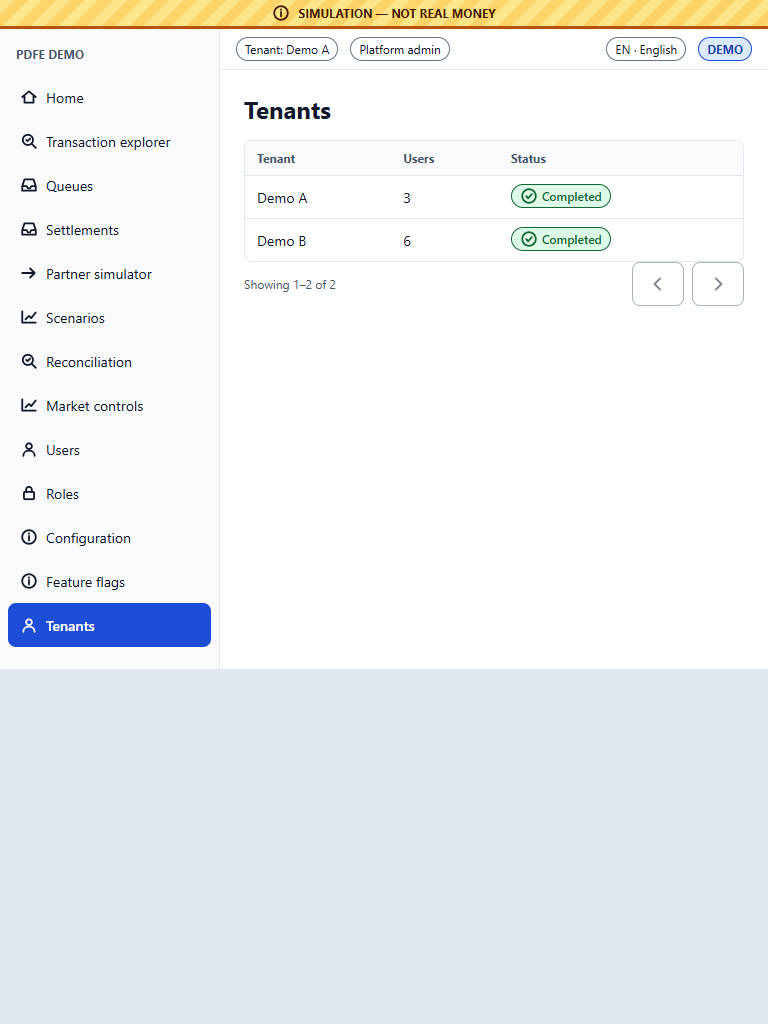 SIMULATION — NOT REAL MONEY
PDFE DEMO
Tenant: Demo A
Platform admin
EN · English
DEMO
Home
Transaction explorer
Queues
Settlements
Partner simulator
Scenarios
Reconciliation
Market controls
Users
Roles
Configuration
Feature flags
Tenants
Tenants
Tenant Users Status
Demo A 3 Completed
Demo B 6 Completed
Showing 1–2 of 2